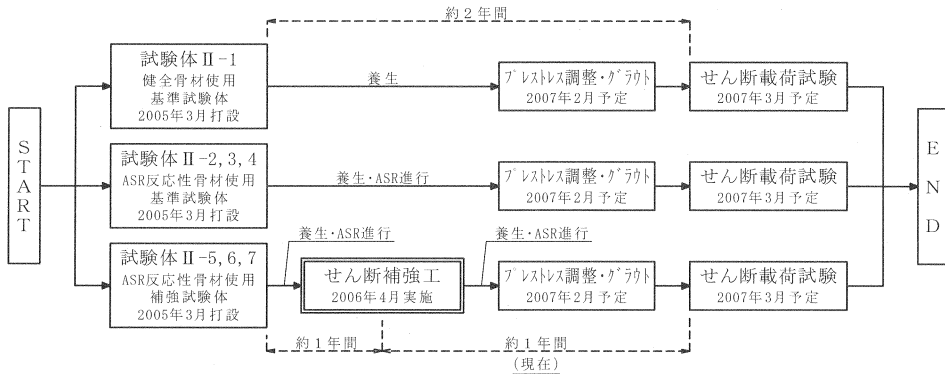 約２年間
START
試験体Ⅱ-1
健全骨材使用
基準試験体
2005年3月打設
養生
プレストレス調整・グラウト
2007年2月予定
せん断載荷試験
2007年3月予定
試験体Ⅱ-2,3,4
ASR反応性骨材使用
基準試験体
2005年3月打設
養生・ASR進行
プレストレス調整・グラウト
2007年2月予定
せん断載荷試験
2007年3月予定
試験体Ⅱ-5,6,7
ASR反応性骨材使用
補強試験体
2005年3月打設
養生・ASR進行
せん断補強工
2006年4月実施
養生・ASR進行
プレストレス調整・グラウト
2007年2月予定
せん断載荷試験
2007年3月予定
END
約１年間
約１年間
(現在)